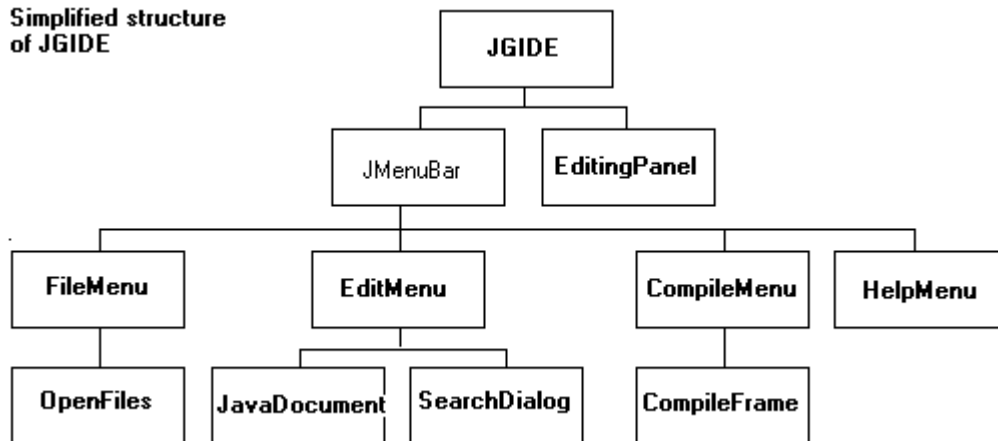 Simplified structure
of JGIDE
JGIDE
JMenuBar
EditingPanel
FileMenu
EditMenu
CompileMenu
HelpMenu
OpenFiles
JavaDocument
SearchDialog
CompileFrame